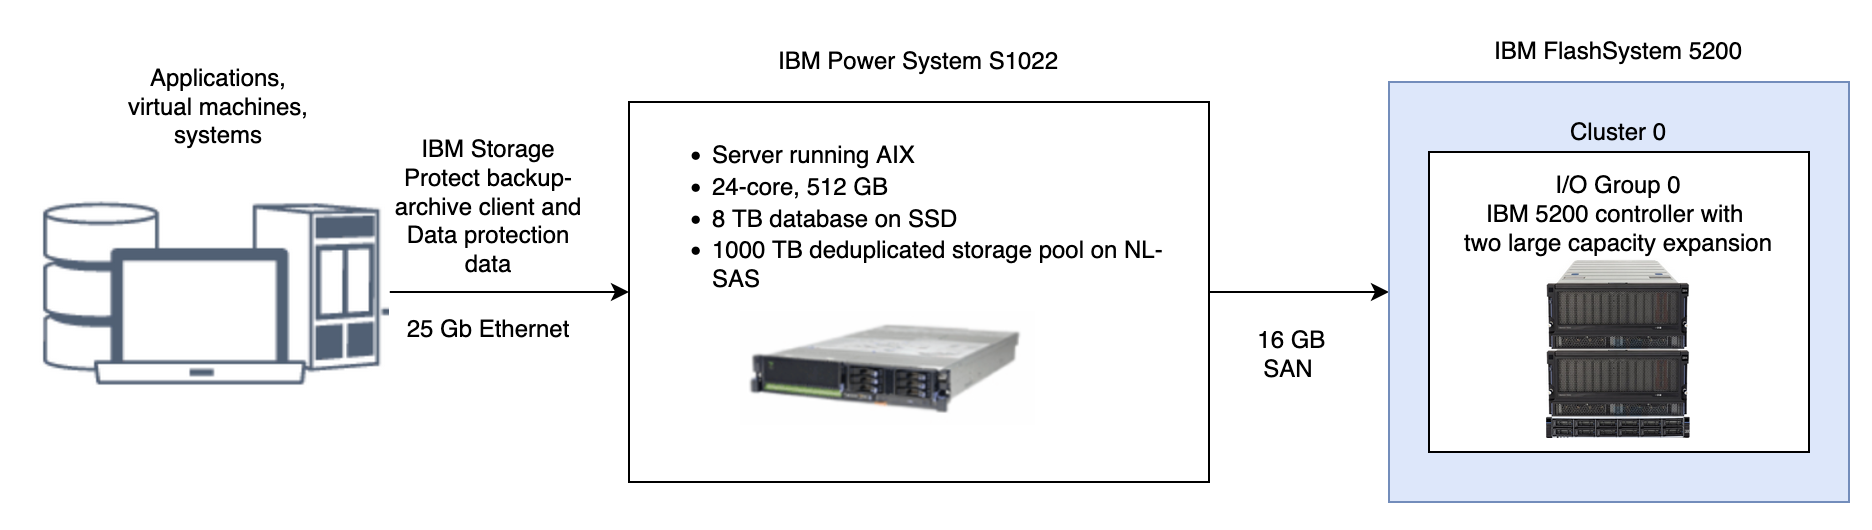 Applications,
virtual machines,
systems
IBM Storage
Protect backup-
archive client and
Data protection
data
25 Gb Ethernet
IBM Power System S1022
• Server running AIX
• 24-core, 512 GB
• 8 TB database on SSD
• 1000 TB deduplicated storage pool on NL-
SAS
16 GB
SAN
IBM FlashSystem 5200
Cluster 0
I/O Group 0
IBM 5200 controller with
two large capacity expansion